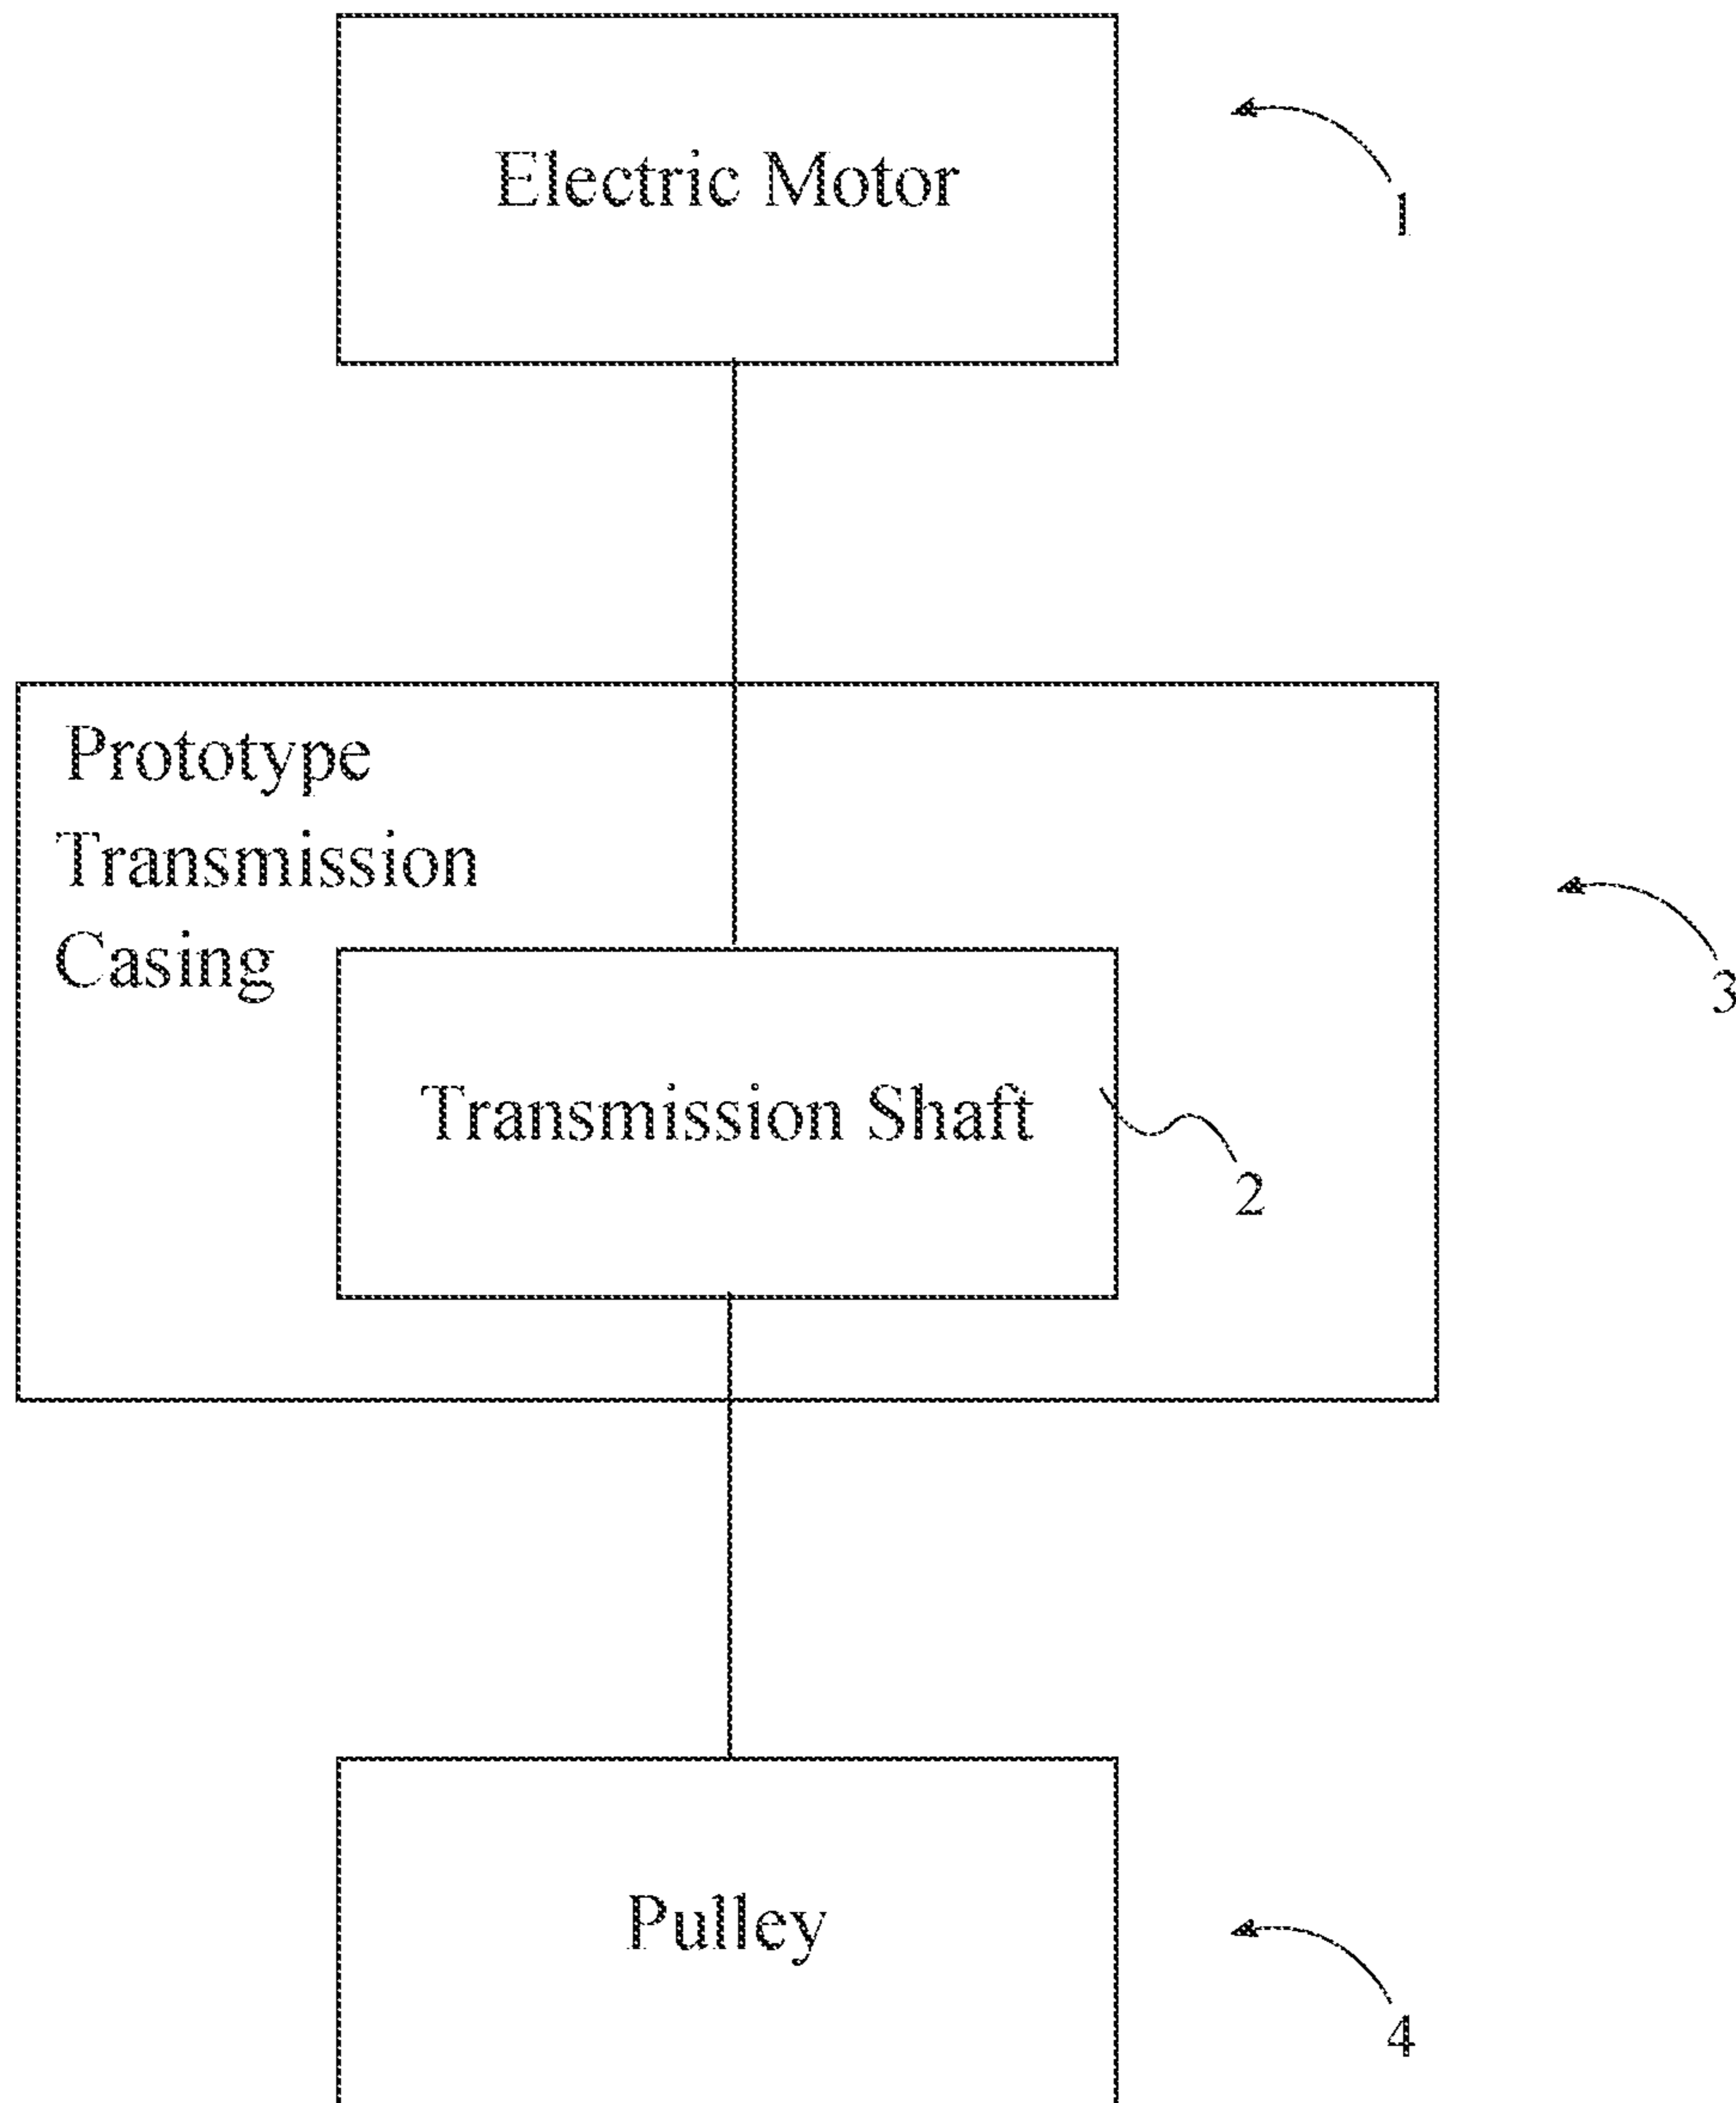 Electric Motor
1
Prototype
Transmission
Casing
3
Transmission Shaft
2
Pulley
4